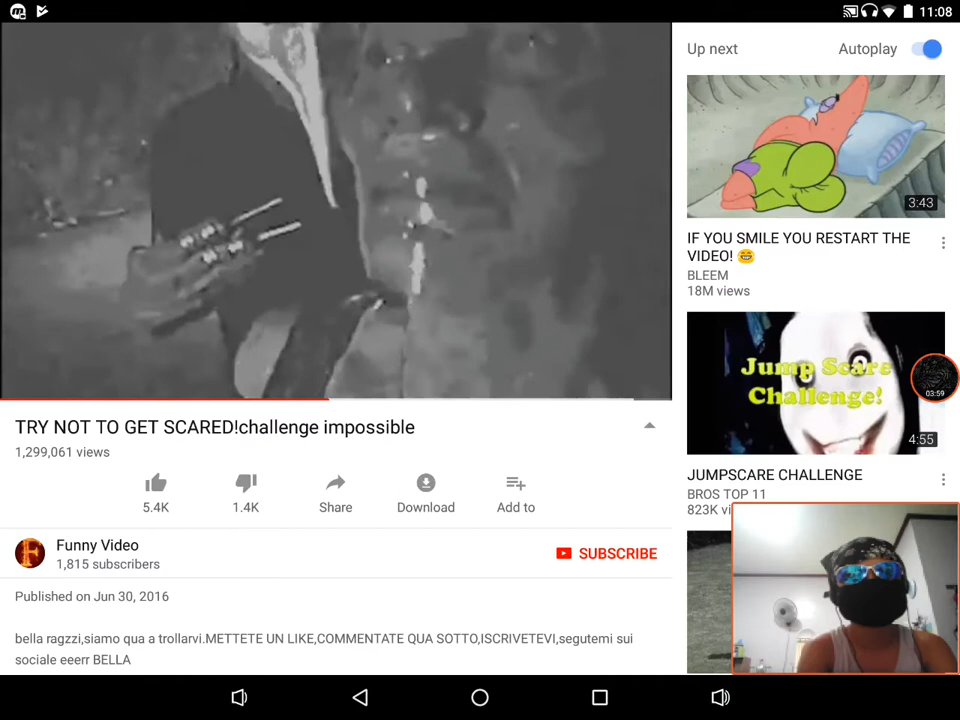 11:08
Up next
Autoplay
3:43
IF YOU SMILE YOU RESTART THE
VIDEO! 😄
BLEEM
18M views
Jump Scare
Challenge!
03:59
4:55
JUMPSCARE CHALLENGE
BROS TOP 11
823K vi
TRY NOT TO GET SCARED!challenge impossible
1,299,061 views
5.4K
1.4K
Share
Download
Add to
Funny Video
1,815 subscribers
SUBSCRIBE
Published on Jun 30, 2016
bella ragzzi,siamo qua a trollarvi.METTETE UN LIKE,COMMENTATE QUA SOTTO,ISCRIVETEVI,segutemi sui
sociale eeerr BELLA